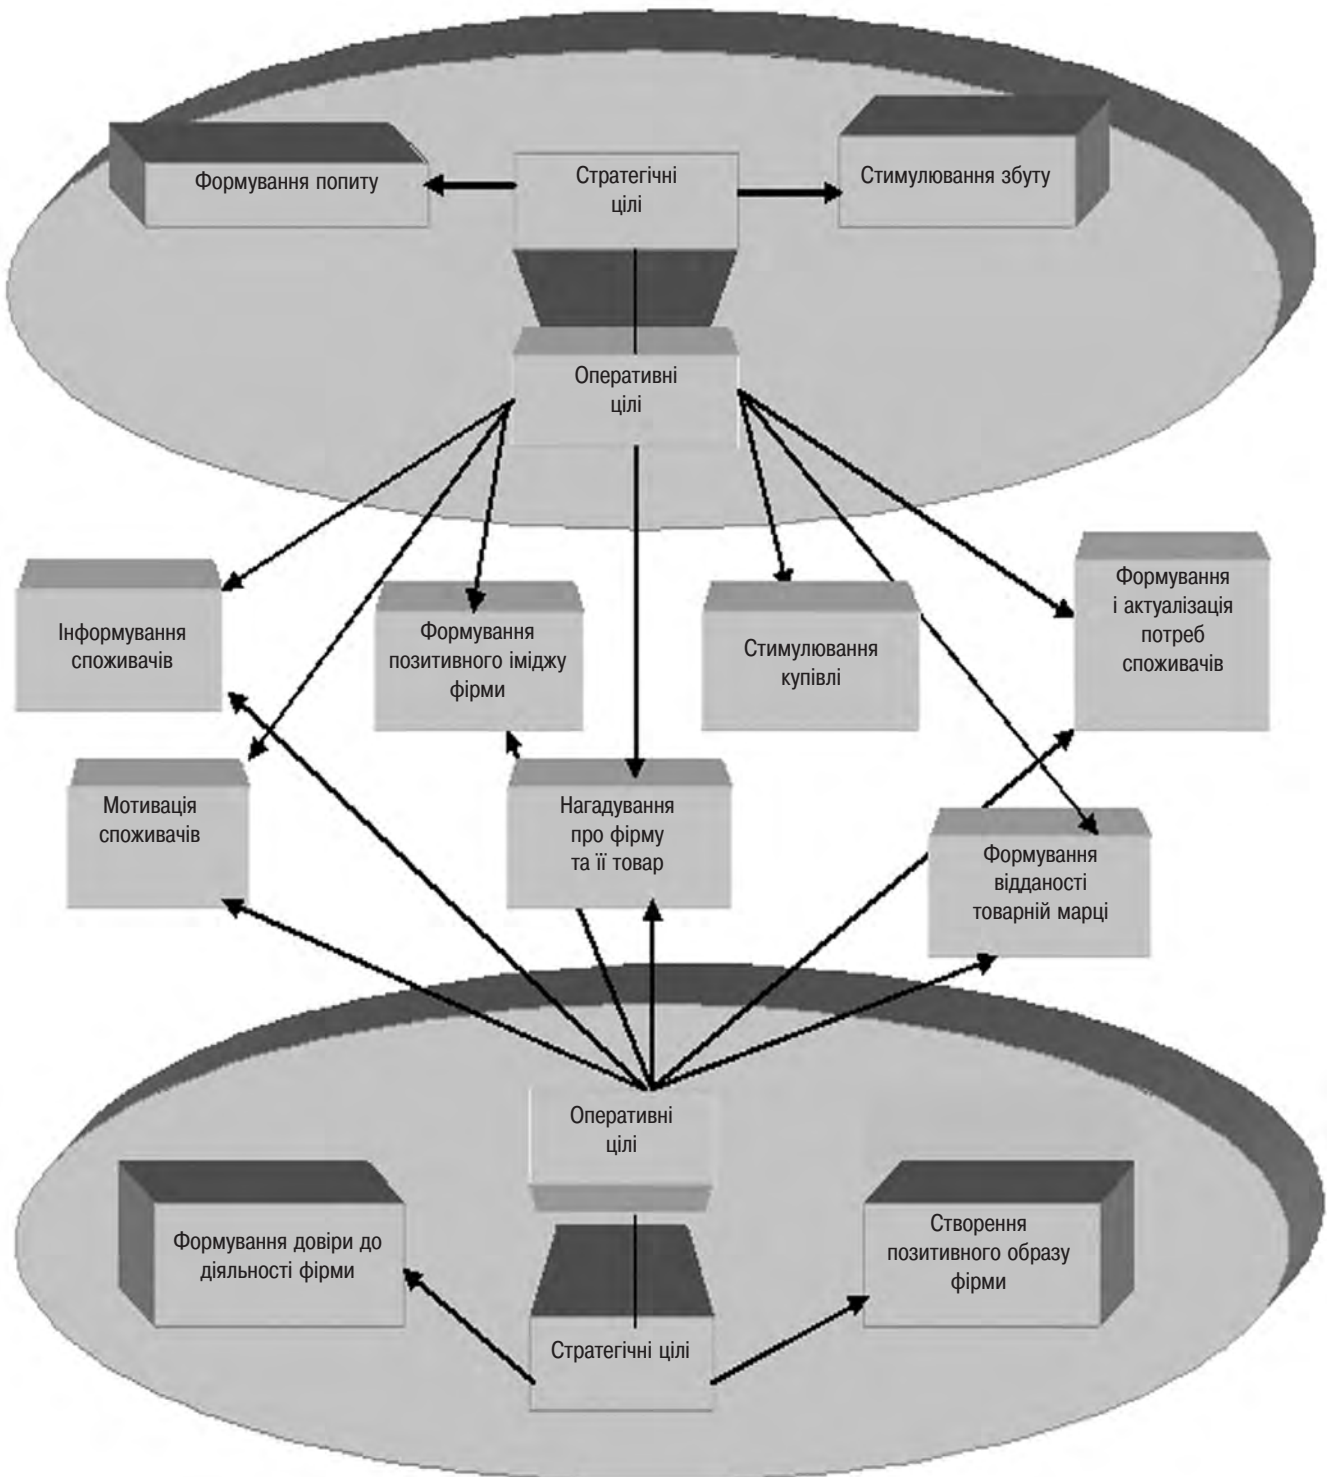 Формування попиту
Стратегічні
цілі
Стимулювання збуту
Оперативні
цілі
Інформування
споживачів
Формування
позитивного іміджу
фірми
Стимулювання
купівлі
Формування
і актуалізація
потреб
споживачів
Мотивація
споживачів
Нагадування
про фірму
та її товар
Формування
відданості
товарній марці
Оперативні
цілі
Формування довіри до
діяльності фірми
Стратегічні цілі
Створення
позитивного образу
фірми